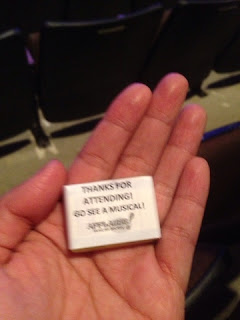 THANKS FOR
ATTENDING!
GO SEE A MUSICAL!